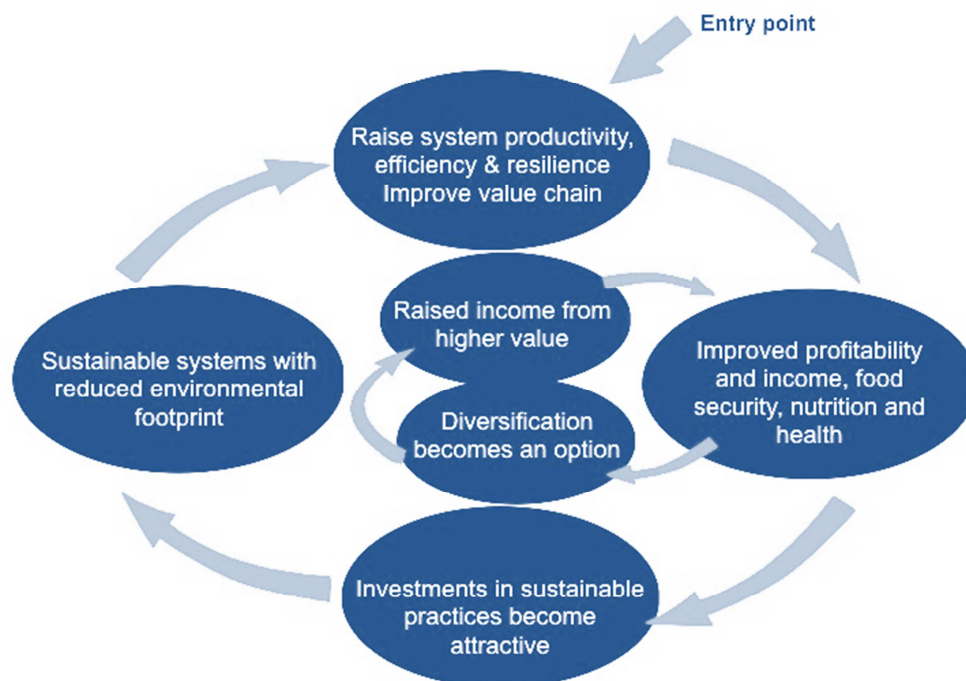 Entry point
Raise system productivity,
efficiency & resilience
Improve value chain
Raised income from
higher value
Sustainable systems with
reduced environmental
footprint
Improved profitability
and income, food
security, nutrition and
health
Diversification
becomes an option
Investments in sustainable
practices become
attractive